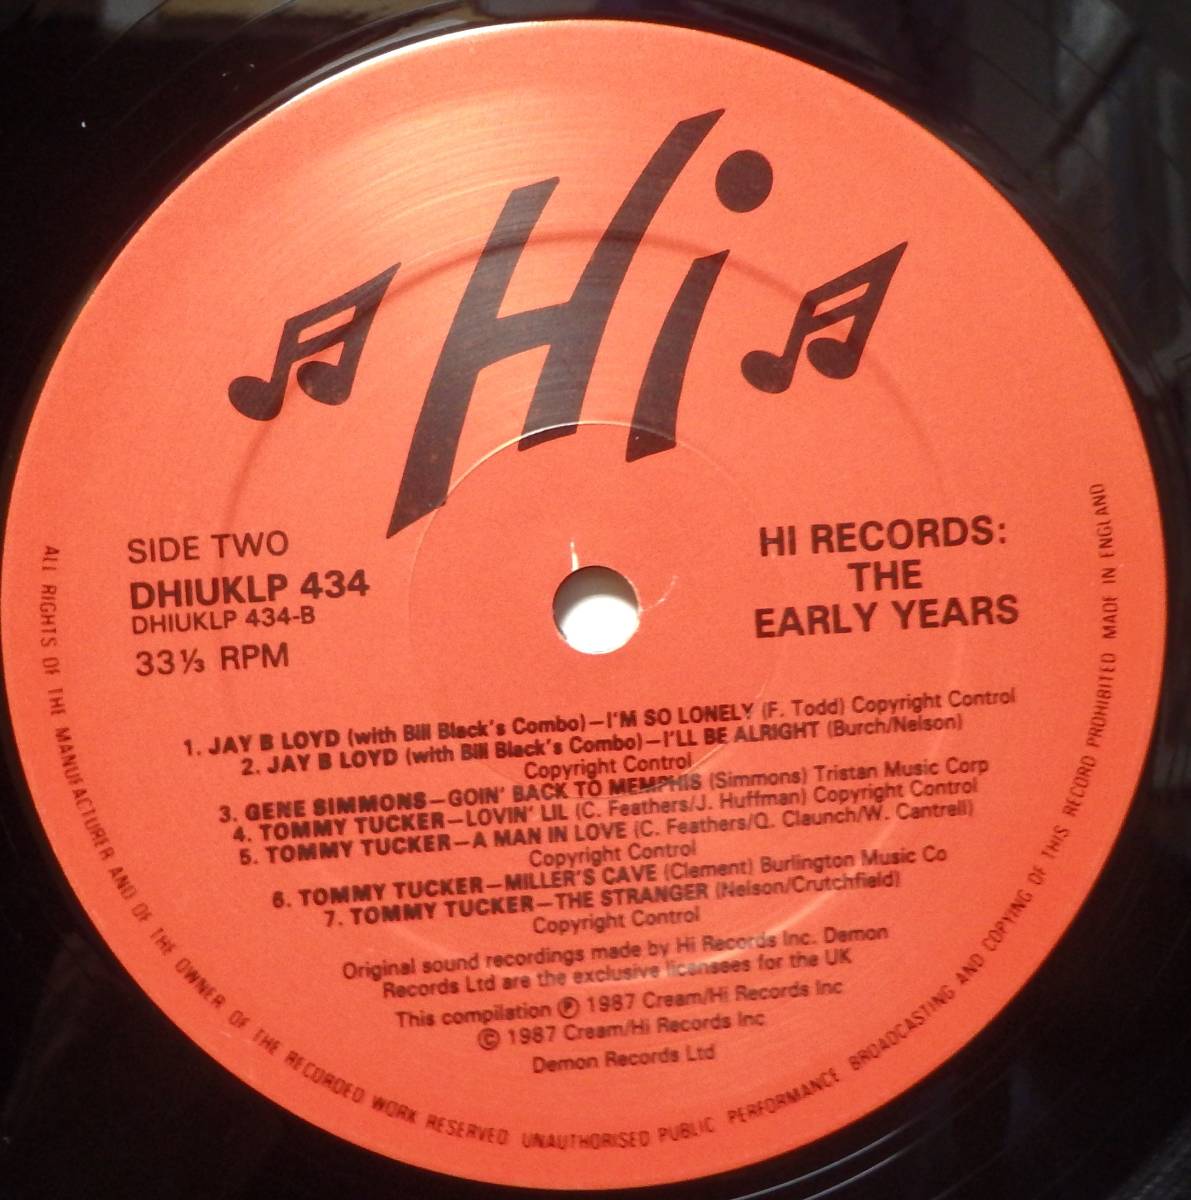 Hi
SIDE TWO
DHIUKLP 434
DHIUKLP 434-B
33⅓ RPM
HI RECORDS:
THE
EARLY YEARS
1. JAY B LOYD (with Bill Black's Combo)—I'M SO LONELY (F. Todd) Copyright Control
2. JAY B LOYD (with Bill Black's Combo)—I'LL BE ALRIGHT (Burch/Nelson)
Copyright Control
3. GENE SIMMONS—GOIN' BACK TO MEMPHIS (Simmons) Tristan Music Corp
4. TOMMY TUCKER—LOVIN' LIL (C. Feathers/J. Huffman) Copyright Control
5. TOMMY TUCKER—A MAN IN LOVE (C. Feathers/Q. Claunch/W. Cantrell)
Copyright Control
6. TOMMY TUCKER—MILLER'S CAVE (Clement) Burlington Music Co
7. TOMMY TUCKER—THE STRANGER (Nelson/Crutchfield)
Copyright Control
Original sound recordings made by Hi Records Inc. Demon
Records Ltd are the exclusive licensees for the UK
This compilation ℗ 1987 Cream/Hi Records Inc
© 1987 Cream/Hi Records Inc
Demon Records Ltd
ALL RIGHTS OF THE MANUFACTURER AND OF THE OWNER OF THE RECORDED WORK RESERVED UNAUTHORISED PUBLIC PERFORMANCE BROADCASTING AND COPYING OF THIS RECORD PROHIBITED MADE IN ENGLAND